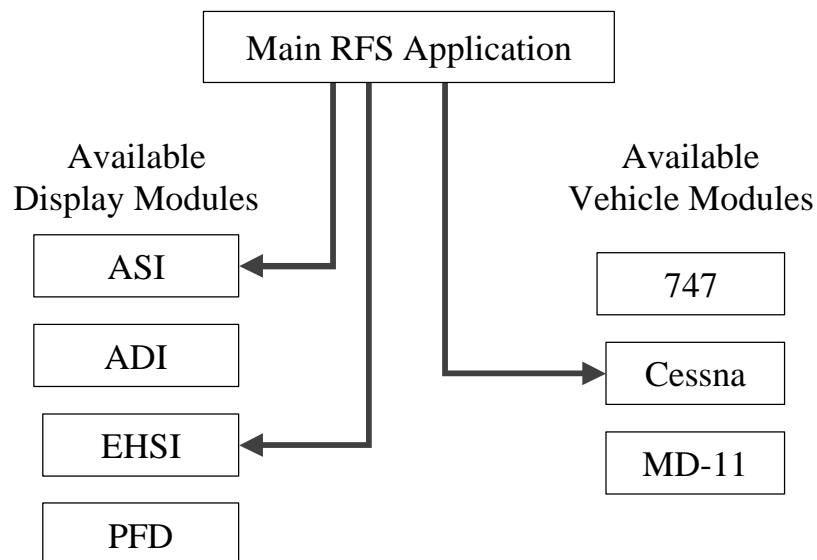 Main RFS Application
Available
Display Modules
ASI
ADI
EHSI
PFD
Available
Vehicle Modules
747
Cessna
MD-11